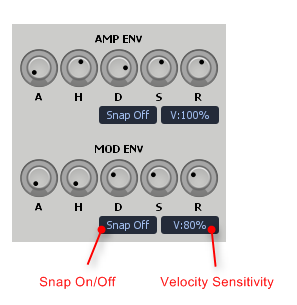 AMP ENV
A H D S R
Snap Off V:100%
MOD ENV
A H D S R
Snap Off V:80%
Snap On/Off Velocity Sensitivity